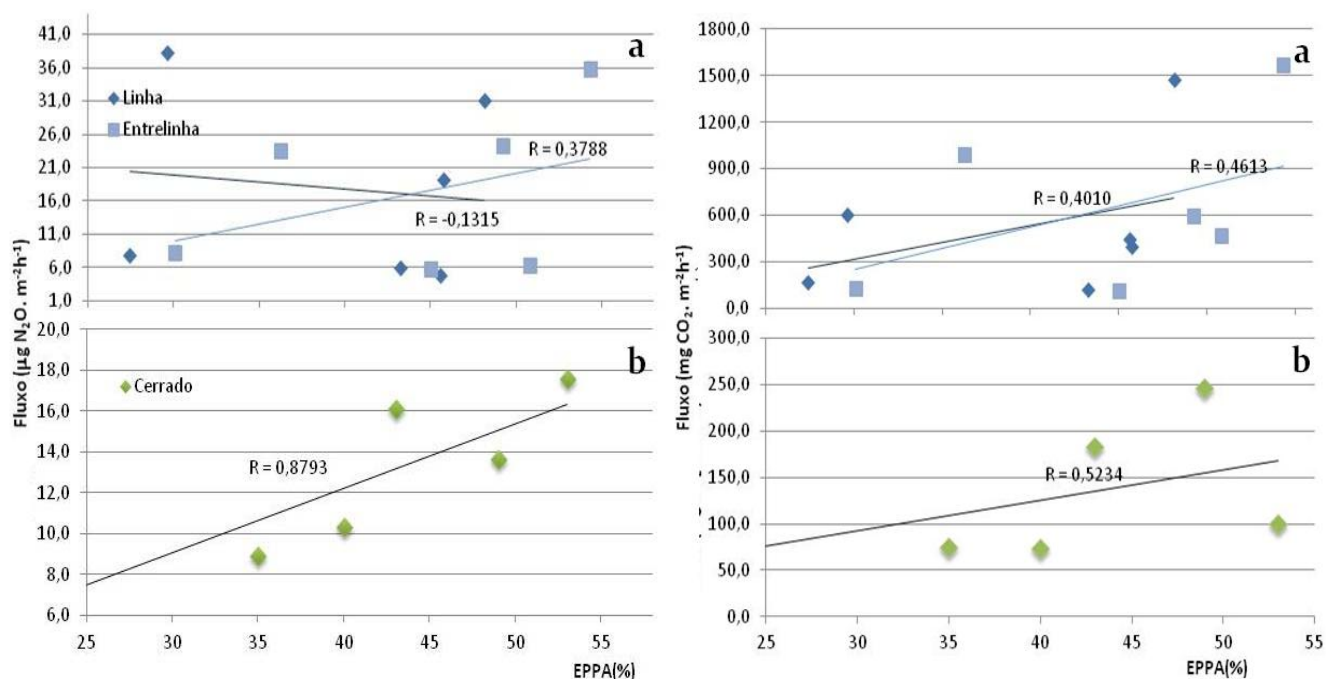 Fluxo (µg N₂O. m⁻²h⁻¹)
a
41,0
36,0
31,0
26,0
21,0
16,0
11,0
6,0
1,0
Linha
Entrelinha
R = 0,3788
R = -0,1315
b
20,0
18,0
16,0
14,0
12,0
10,0
8,0
6,0
Cerrado
R = 0,8793
25 30 35 40 45 50 55
EPPA(%)
Fluxo (mg CO₂. m⁻²h⁻¹)
a
1800,0
1500,0
1200,0
900,0
600,0
300,0
0,0
R = 0,4613
R = 0,4010
b
300,0
250,0
200,0
150,0
100,0
50,0
0,0
R = 0,5234
25 30 35 40 45 50 55
EPPA(%)